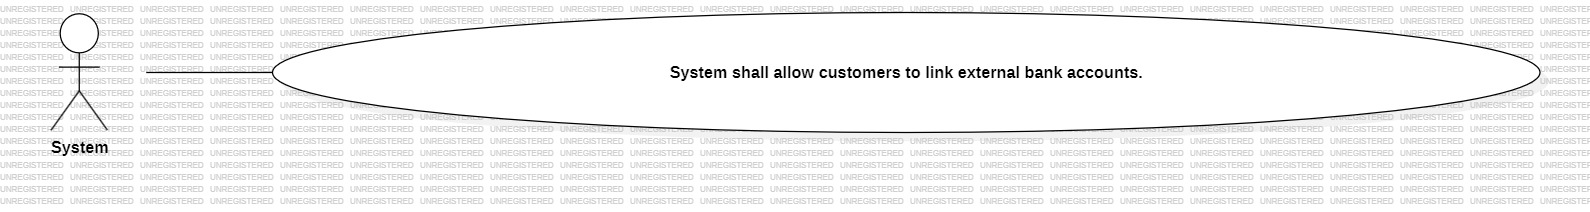 System shall allow customers to link external bank accounts.
System